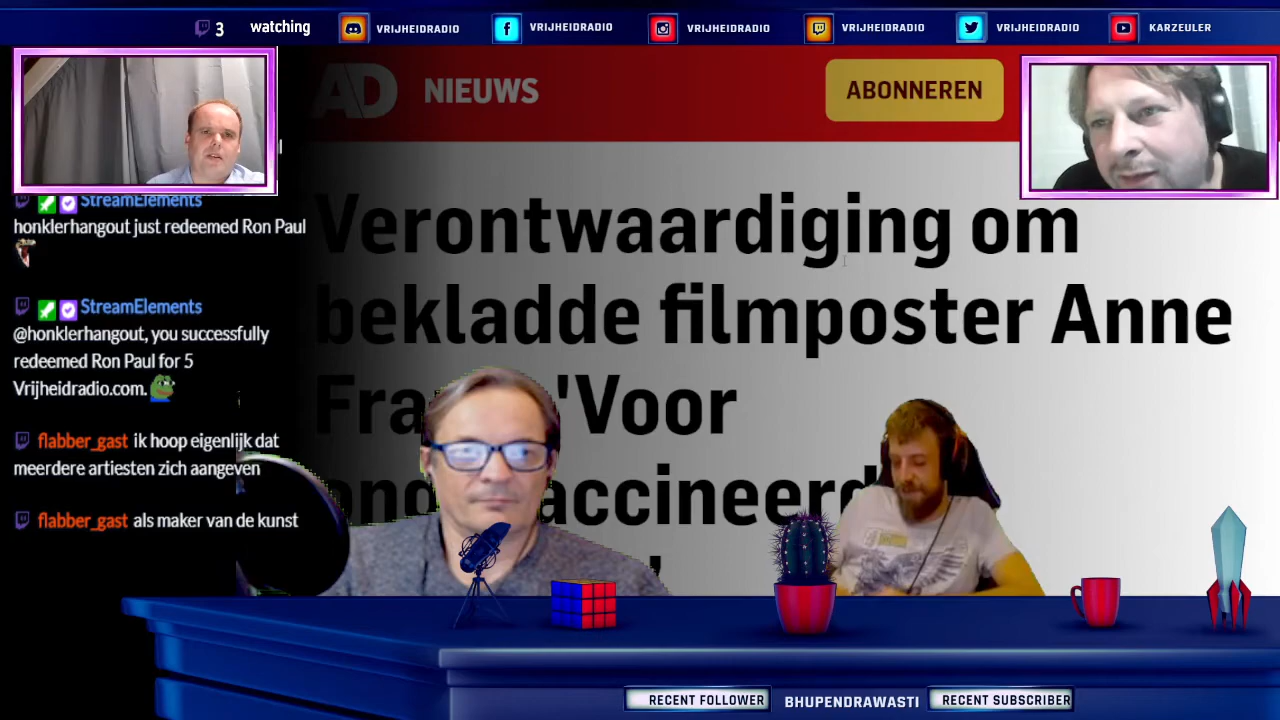 3 watching
VRIJHEIDRADIO
VRIJHEIDRADIO
VRIJHEIDRADIO
VRIJHEIDRADIO
VRIJHEIDRADIO
KARZEULER
AD NIEUWS
ABONNEREN
Verontwaardiging om
bekladde filmposter Anne
'Voor
StreamElements
honklerhangout just redeemed Ron Paul
StreamElements
@honklerhangout, you successfully
redeemed Ron Paul for 5
Vrijheidradio.com.
flabber_gast ik hoop eigenlijk dat
meerdere artiesten zich aangeven
flabber_gast als maker van de kunst
RECENT FOLLOWER BHUPENDRAWASTI RECENT SUBSCRIBER